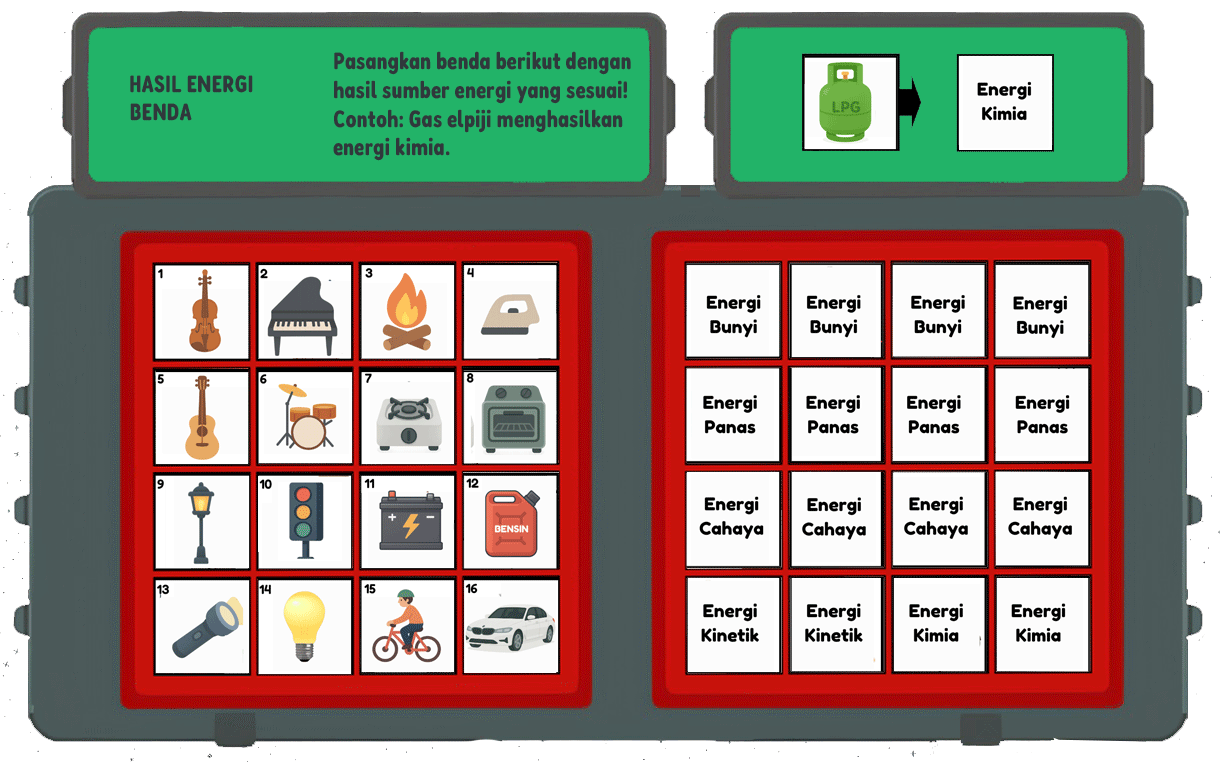 HASIL ENERGI
BENDA
Pasangkan benda berikut dengan
hasil sumber energi yang sesuai!
Contoh: Gas elpiji menghasilkan
energi kimia.
LPG
Energi
Kimia
1
2
3
4
5
6
7
8
9
10
11
+ -
12
BENSIN
13
14
15
16
Energi
Bunyi
Energi
Bunyi
Energi
Bunyi
Energi
Bunyi
Energi
Panas
Energi
Panas
Energi
Panas
Energi
Panas
Energi
Cahaya
Energi
Cahaya
Energi
Cahaya
Energi
Cahaya
Energi
Kinetik
Energi
Kinetik
Energi
Kimia
Energi
Kimia